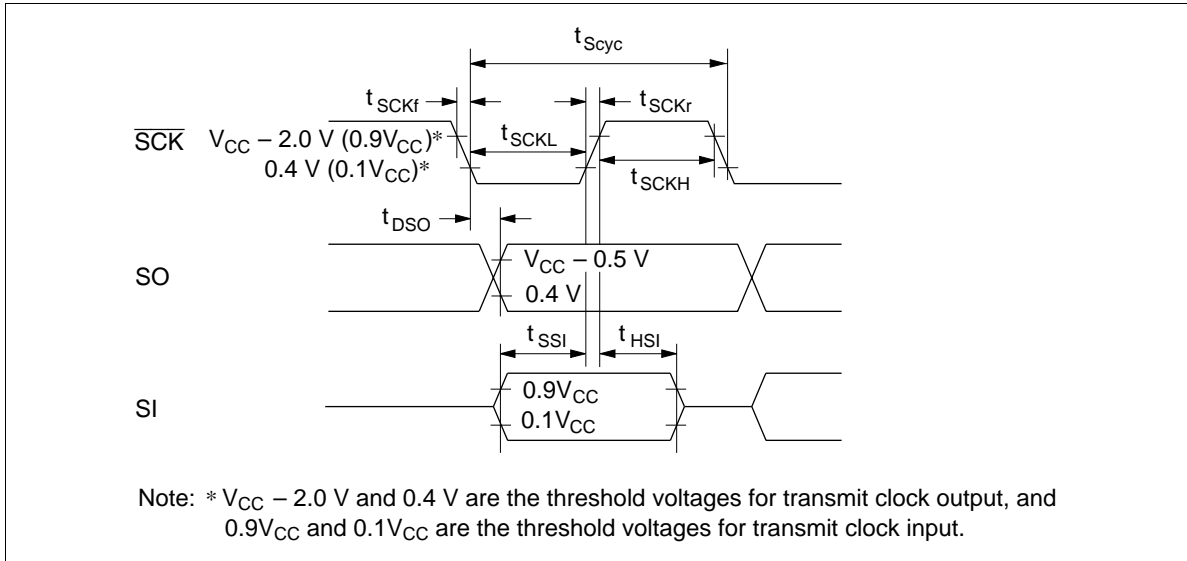 tScyc
tSCKf
tSCKr
SCK VCC – 2.0 V (0.9VCC)* tSCKL
0.4 V (0.1VCC)* tSCKH
tDSO
SO VCC – 0.5 V
0.4 V
tSSI tHSI
SI 0.9VCC
0.1VCC
Note: * VCC – 2.0 V and 0.4 V are the threshold voltages for transmit clock output, and
0.9VCC and 0.1VCC are the threshold voltages for transmit clock input.